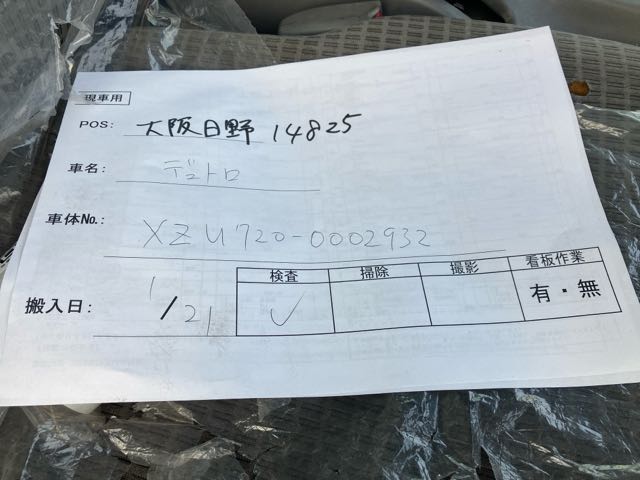 現車用
POS: 大阪日野 14825
車名: デュトロ
車体No.: XZU720-0002932
検査 掃除 撮影 看板作業
搬入日: 1/21 ✓ 有・無